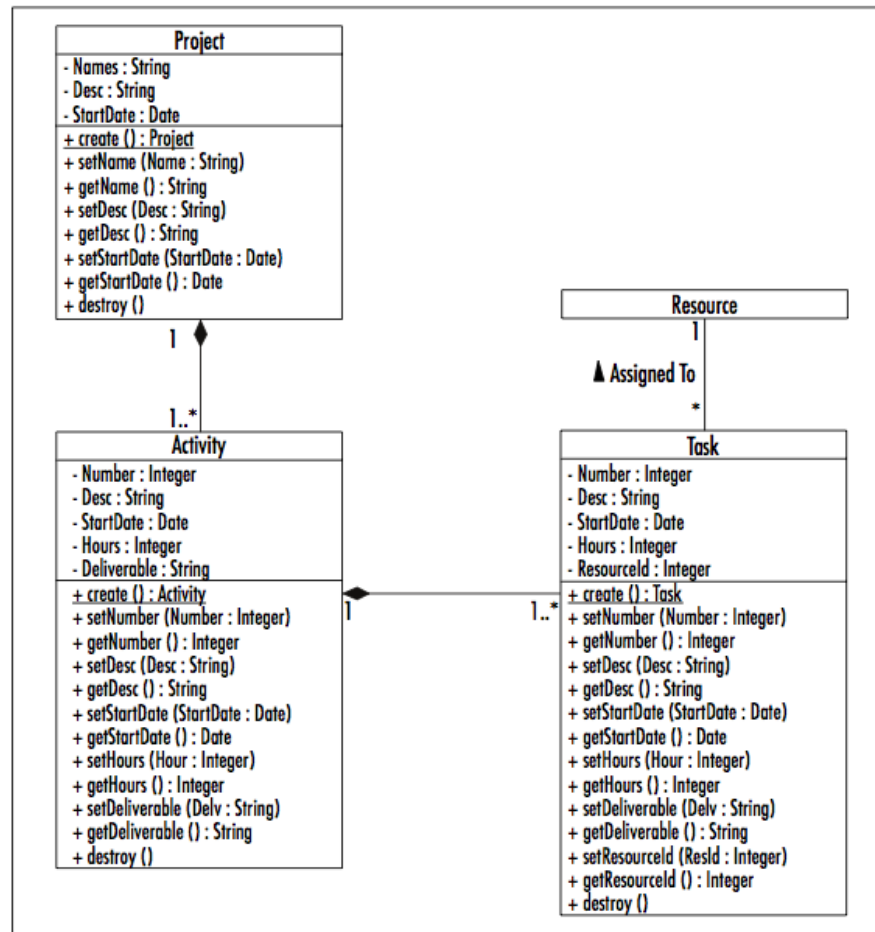 Project
- Names : String
- Desc : String
- StartDate : Date
+ create () : Project
+ setName (Name : String)
+ getName () : String
+ setDesc (Desc : String)
+ getDesc () : String
+ setStartDate (StartDate : Date)
+ getStartDate () : Date
+ destroy ()
1
1..*
Activity
- Number : Integer
- Desc : String
- StartDate : Date
- Hours : Integer
- Deliverable : String
+ create () : Activity
+ setNumber (Number : Integer)
+ getNumber () : Integer
+ setDesc (Desc : String)
+ getDesc () : String
+ setStartDate (StartDate : Date)
+ getStartDate () : Date
+ setHours (Hour : Integer)
+ getHours () : Integer
+ setDeliverable (Delv : String)
+ getDeliverable () : String
+ destroy ()
1
1..*
Resource
1
Assigned To
*
Task
- Number : Integer
- Desc : String
- StartDate : Date
- Hours : Integer
- ResourceId : Integer
+ create () : Task
+ setNumber (Number : Integer)
+ getNumber () : Integer
+ setDesc (Desc : String)
+ getDesc () : String
+ setStartDate (StartDate : Date)
+ getStartDate () : Date
+ setHours (Hour : Integer)
+ getHours () : Integer
+ setDeliverable (Delv : String)
+ getDeliverable () : String
+ setResourceId (ResId : Integer)
+ getResourceId () : Integer
+ destroy ()